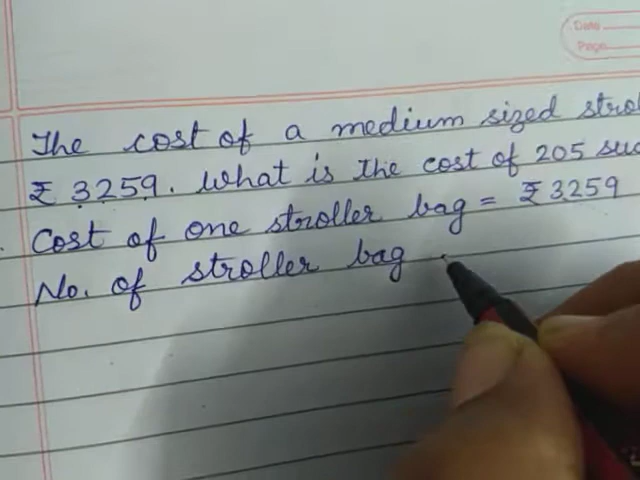 Date
Page
The cost of a medium sized
₹ 3259. What is the cost of 205
Cost of one stroller bag = ₹ 3259
No. of stroller bag